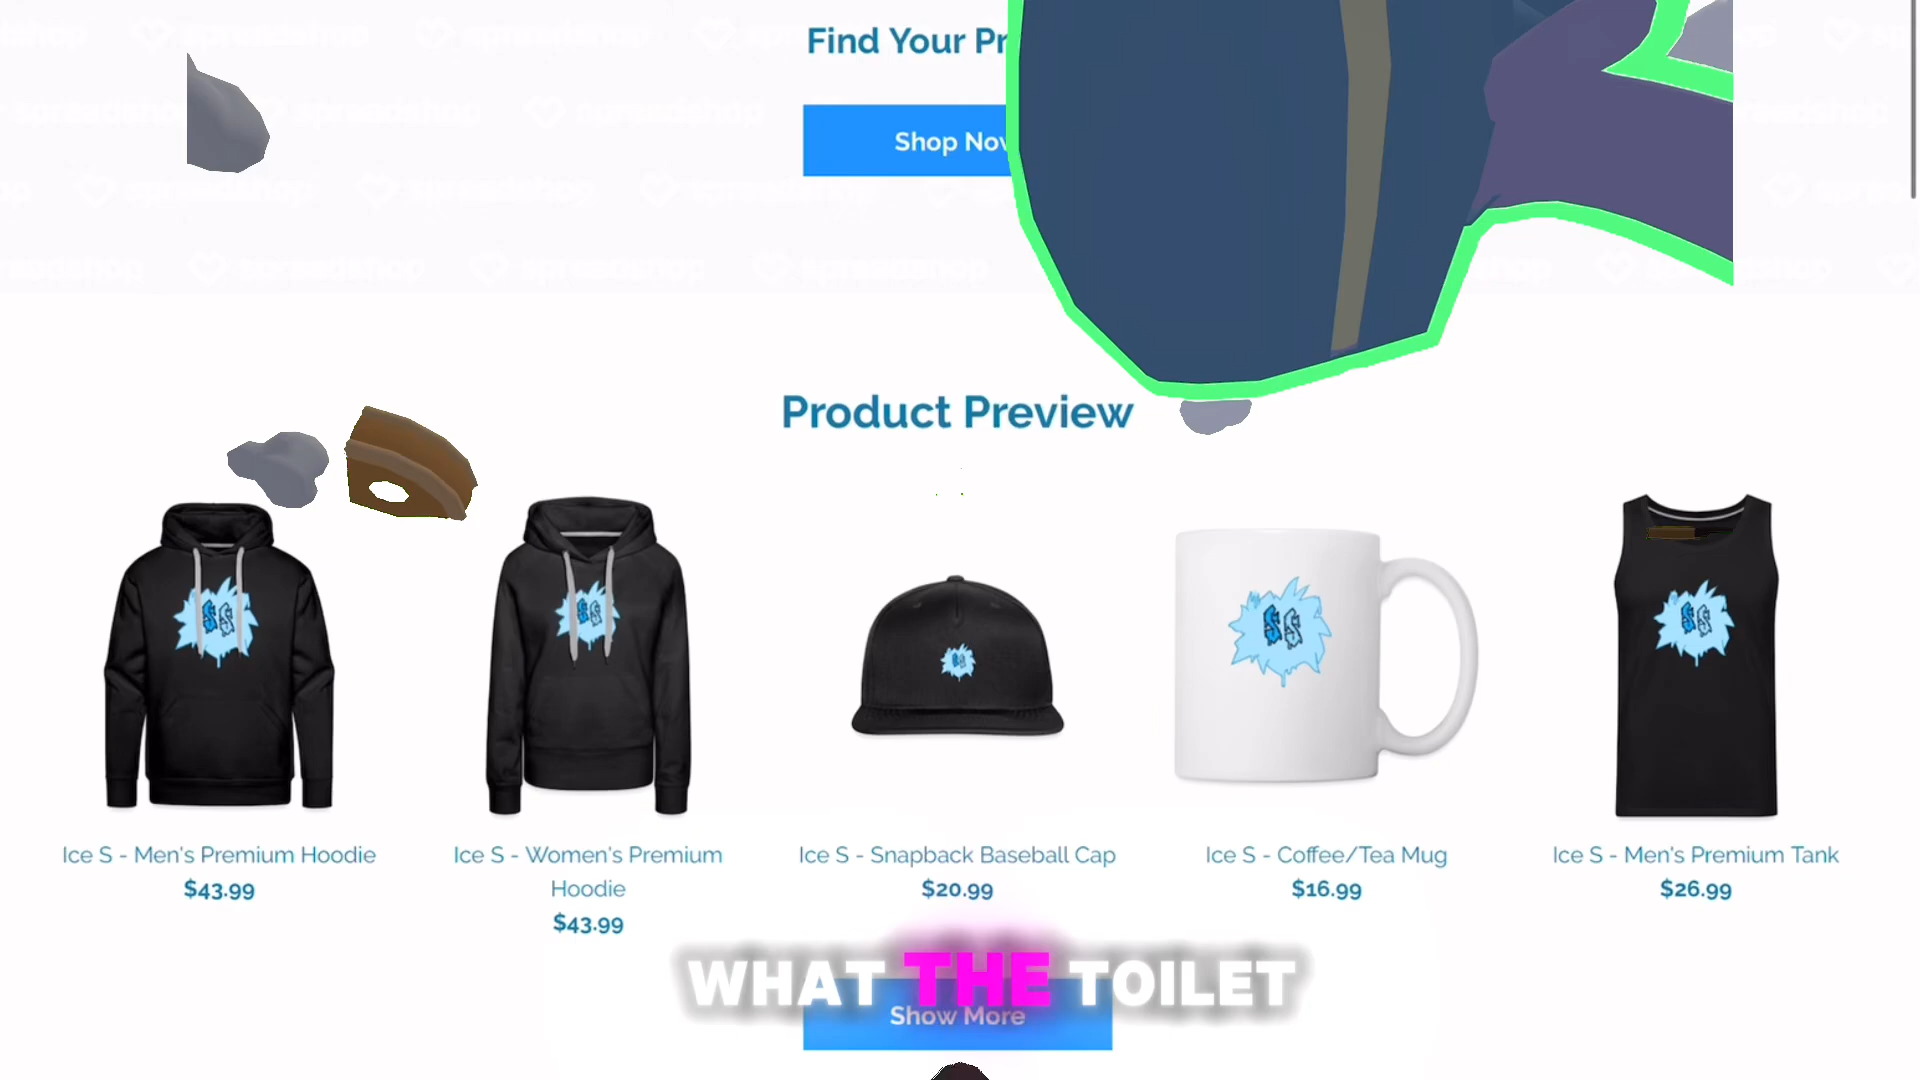 Find Your Pr
Shop Nov
spreadshop
Product Preview
Ice S - Men's Premium Hoodie
$43.99
Ice S - Women's Premium
Hoodie
$43.99
Ice S - Snapback Baseball Cap
$20.99
Ice S - Coffee/Tea Mug
$16.99
Ice S - Men's Premium Tank
$26.99
WHAT THE TOILET
Show More